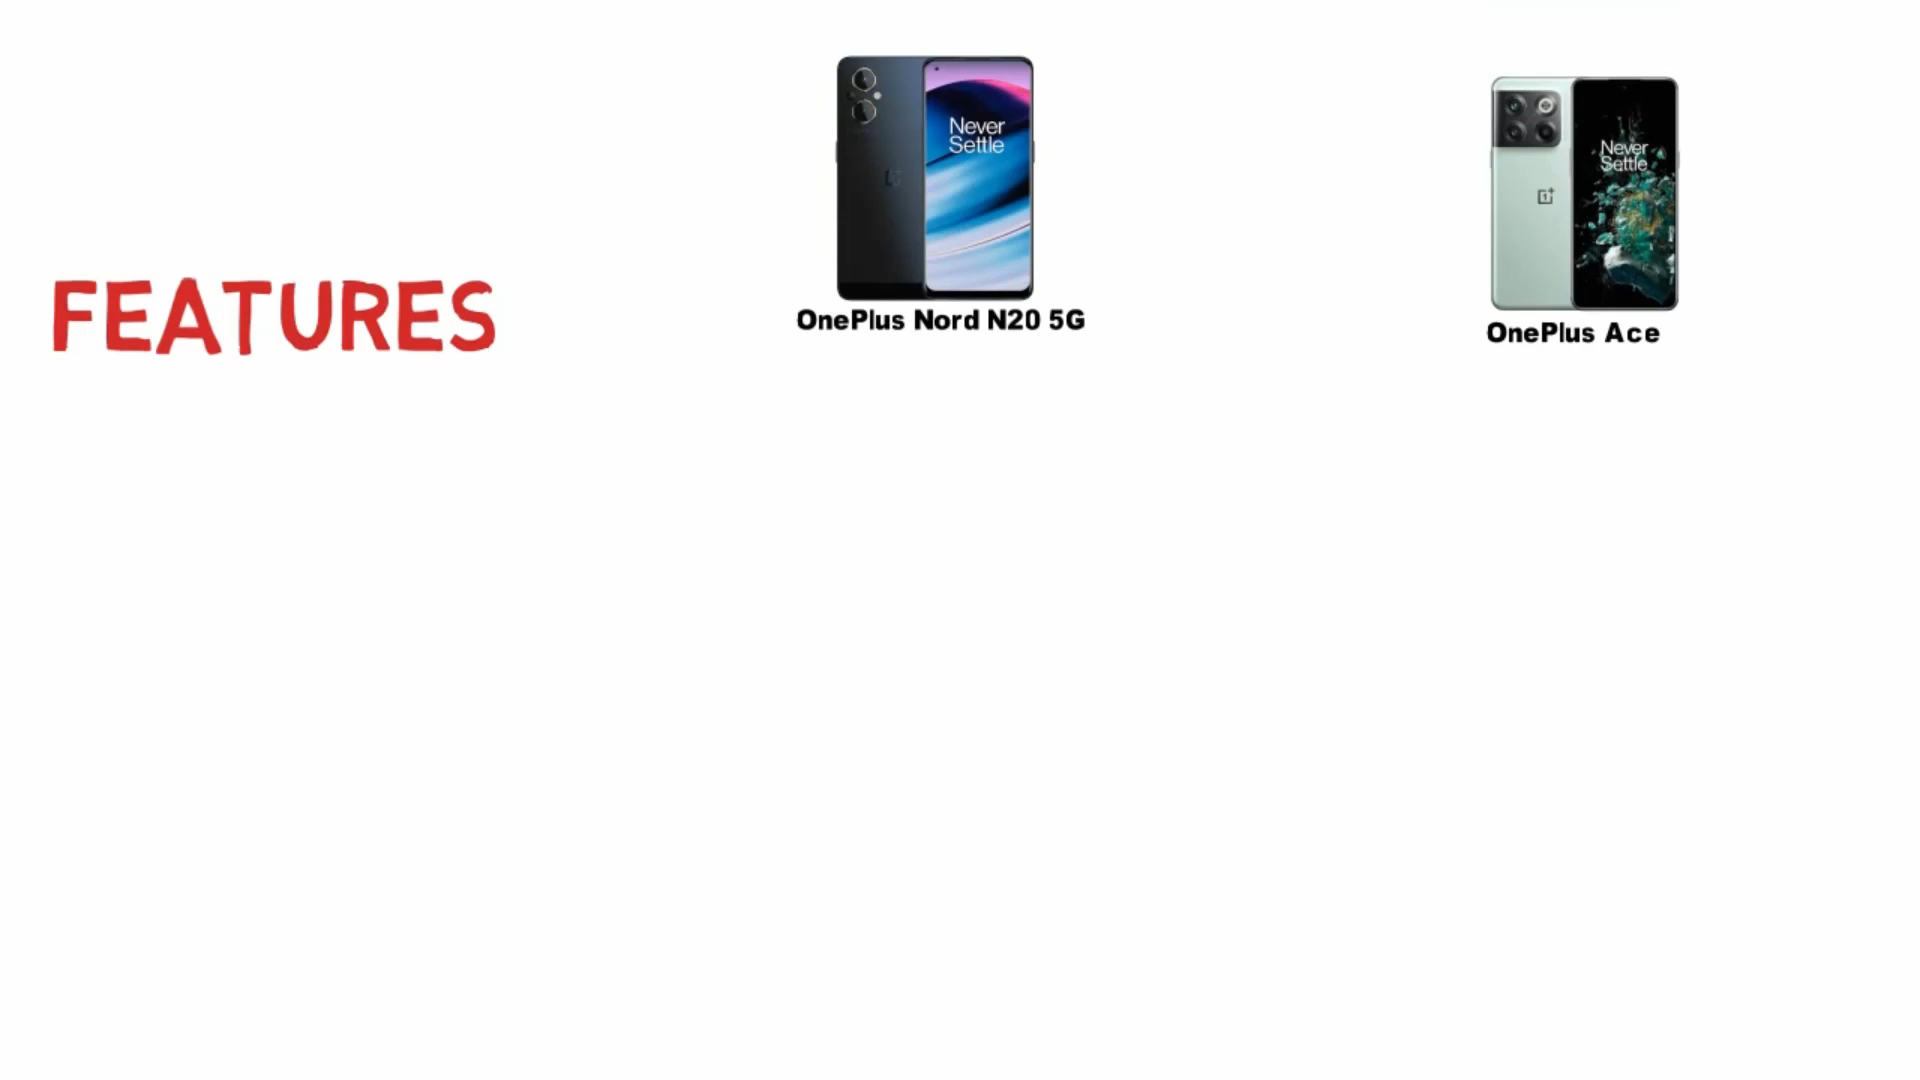 Never
Settle
OnePlus Nord N20 5G
Never
Settle
OnePlus Ace
FEATURES